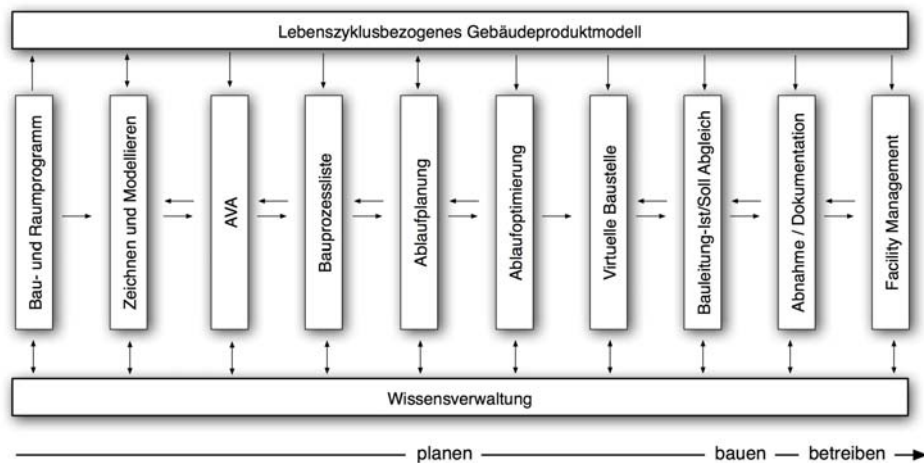 Lebenszyklusbezogenes Gebäudeproduktmodell
Bau- und Raumprogramm
Zeichnen und Modellieren
AVA
Bauprozessliste
Ablaufplanung
Ablaufoptimierung
Virtuelle Baustelle
Bauleitung-Ist/Soll Abgleich
Abnahme / Dokumentation
Facility Management
Wissensverwaltung
planen bauen betreiben